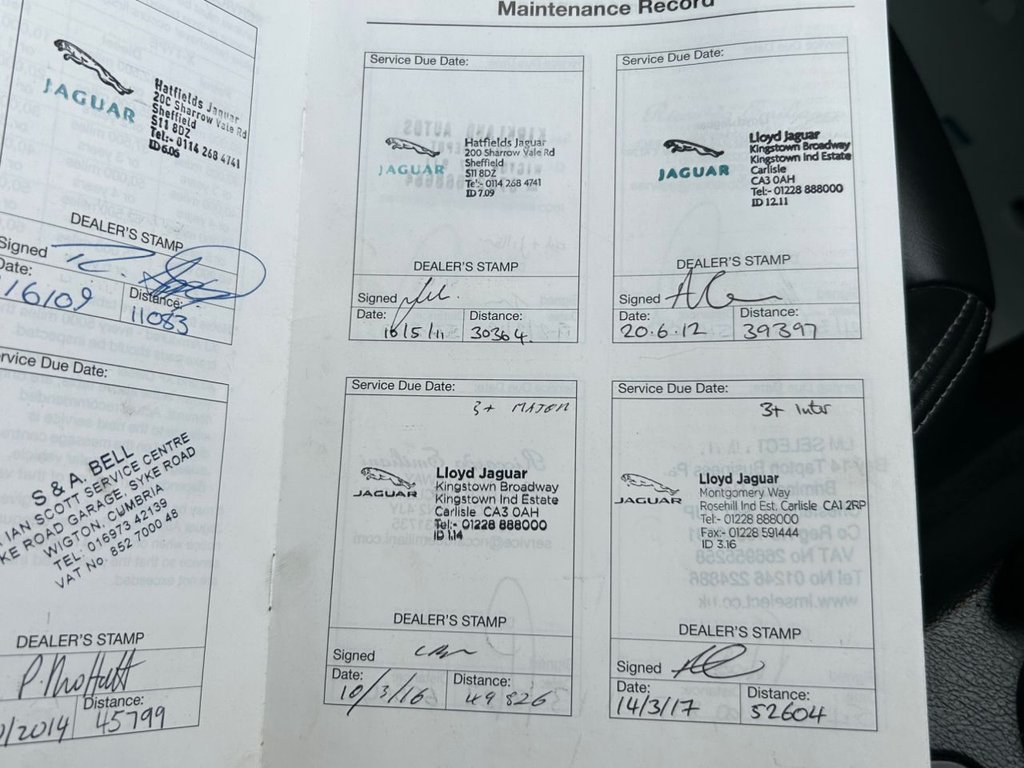 JAGUAR
Hatfields Jaguar
20C Sharrow Vale Rd
Sheffield
S11 8DZ
Tel:- 0114 268 4741
ID 6.06
DEALER'S STAMP
Signed
Date:
/6/09
Distance:
11083
Service Due Date:
S & A. BELL
IAN SCOTT SERVICE CENTRE
SYKE ROAD GARAGE, SYKE ROAD
WIGTON, CUMBRIA
TEL: 016973 42139
VAT No. 852 7000 48
DEALER'S STAMP
P. Moffatt
/2014
Distance:
45799
Maintenance Record
Service Due Date:
JAGUAR
Hatfields Jaguar
200 Sharrow Vale Rd
Sheffield
S11 8DZ
Tel:- 0114 268 4741
ID 7.09
DEALER'S STAMP
Signed
Date:
Distance:
16/5/11
30364.
Service Due Date:
JAGUAR
Lloyd Jaguar
Kingstown Broadway
Kingstown Ind Estate
Carlisle
CA3 0AH
Tel:- 01228 888000
ID 12.11
DEALER'S STAMP
Signed
Date:
Distance:
20.6.12
39397
Service Due Date:
3+ MAJOR
JAGUAR
Lloyd Jaguar
Kingstown Broadway
Kingstown Ind Estate
Carlisle CA3 0AH
Tel:- 01228 888000
ID 1.14
DEALER'S STAMP
Signed
Date:
Distance:
10/3/16
49826
Service Due Date:
3+ Inter
JAGUAR
Lloyd Jaguar
Montgomery Way
Rosehill Ind Est. Carlisle CA1 2RP
Tel:- 01228 888000
Fax:- 01228 591444
ID 3.16
DEALER'S STAMP
Signed
Date:
Distance:
14/3/17
52604